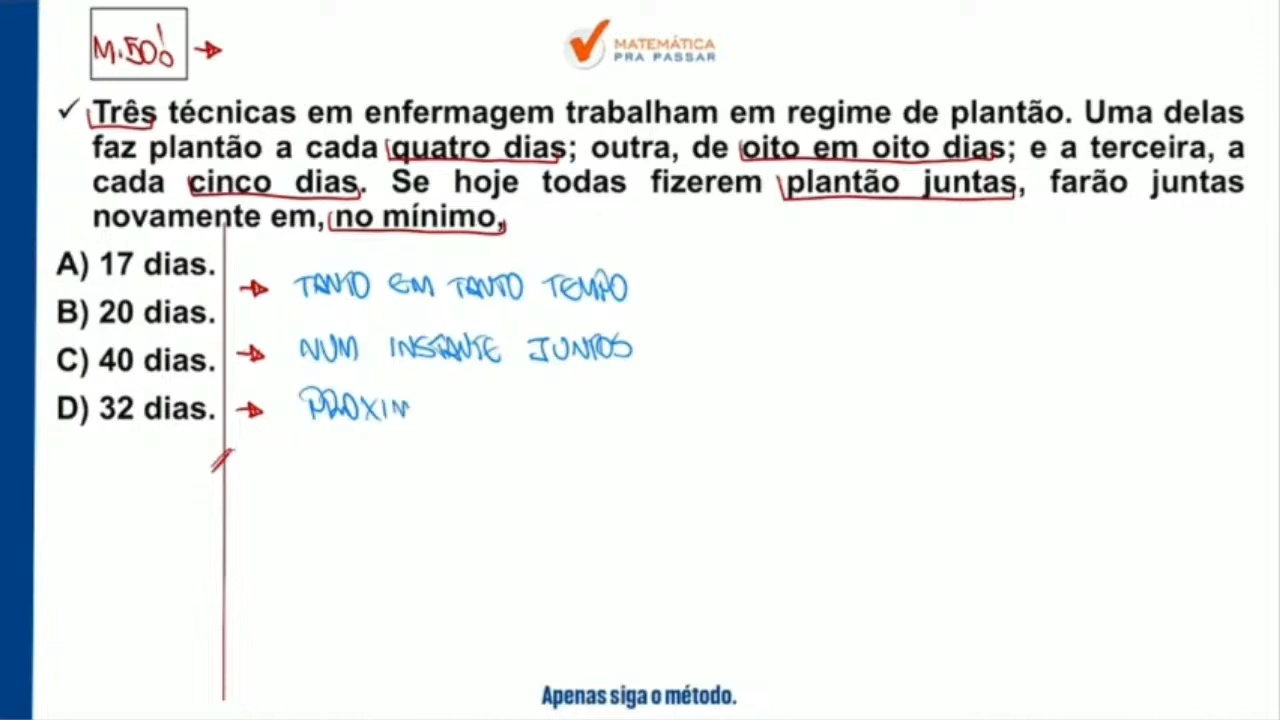 M.500
MATEMÁTICA
PRA PASSAR
✓ Três técnicas em enfermagem trabalham em regime de plantão. Uma delas
faz plantão a cada quatro dias; outra, de oito em oito dias; e a terceira, a
cada cinco dias. Se hoje todas fizerem plantão juntas, farão juntas
novamente em, no mínimo,
A) 17 dias.
B) 20 dias.
C) 40 dias.
D) 32 dias.
→ TANTO EM TANTO TEMPO
→ NUM INSTANTE JUNTOS
→ PROXIM
Apenas siga o método.